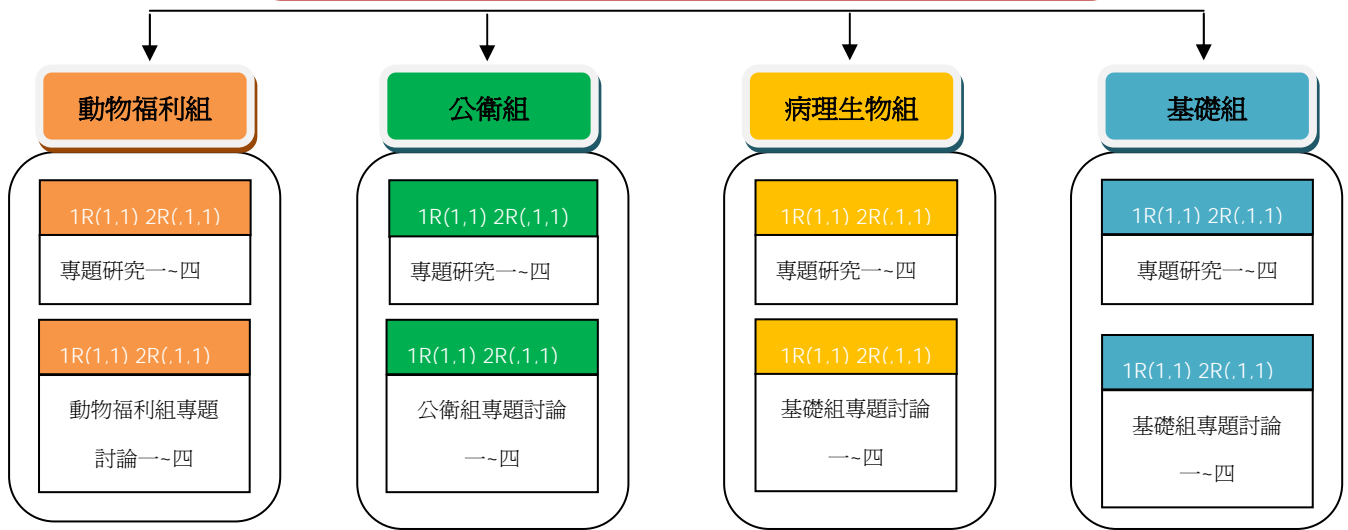 動物福利組
公衛組
病理生物組
基礎組
1R(1,1) 2R(,1,1)
專題研究一~四
1R(1,1) 2R(,1,1)
動物福利組專題
討論一~四
1R(1,1) 2R(,1,1)
專題研究一~四
1R(1,1) 2R(,1,1)
公衛組專題討論
一~四
1R(1,1) 2R(,1,1)
專題研究一~四
1R(1,1) 2R(,1,1)
基礎組專題討論
一~四
1R(1,1) 2R(,1,1)
專題研究一~四
1R(1,1) 2R(,1,1)
基礎組專題討論
一~四